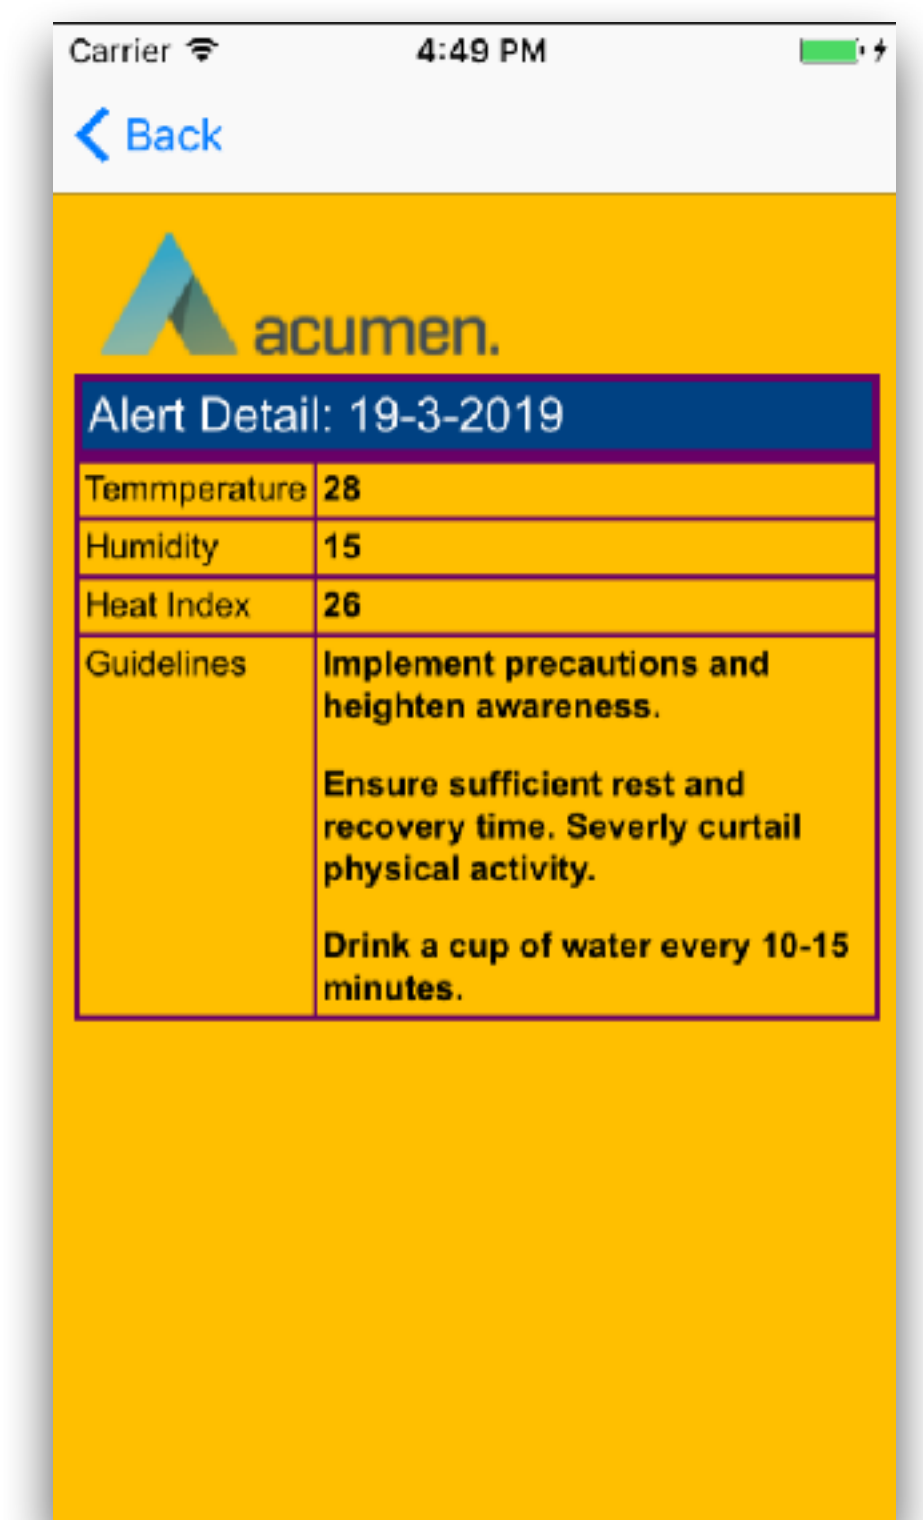 Carrier 4:49 PM
Back
acumen.
Alert Detail: 19-3-2019
Temmperature 28
Humidity 15
Heat Index 26
Guidelines Implement precautions and
heighten awareness.
Ensure sufficient rest and
recovery time. Severly curtail
physical activity.
Drink a cup of water every 10-15
minutes.